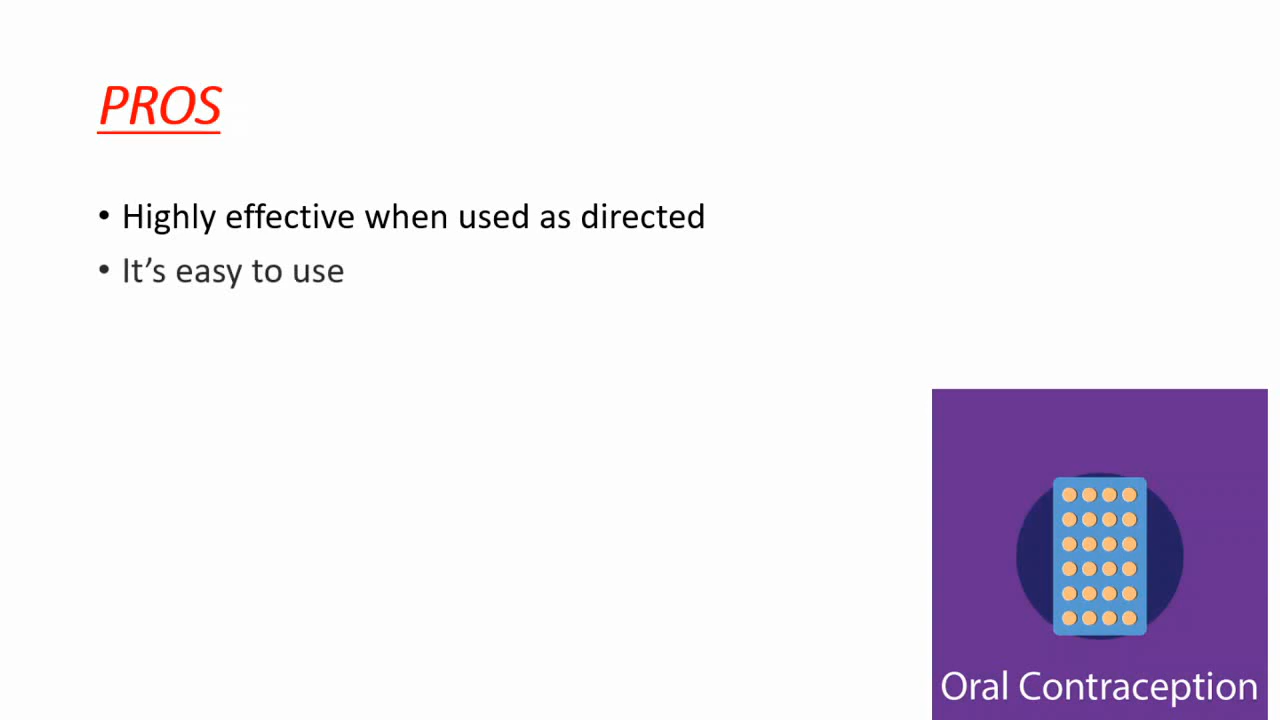 PROS
• Highly effective when used as directed
• It’s easy to use
Oral Contraception